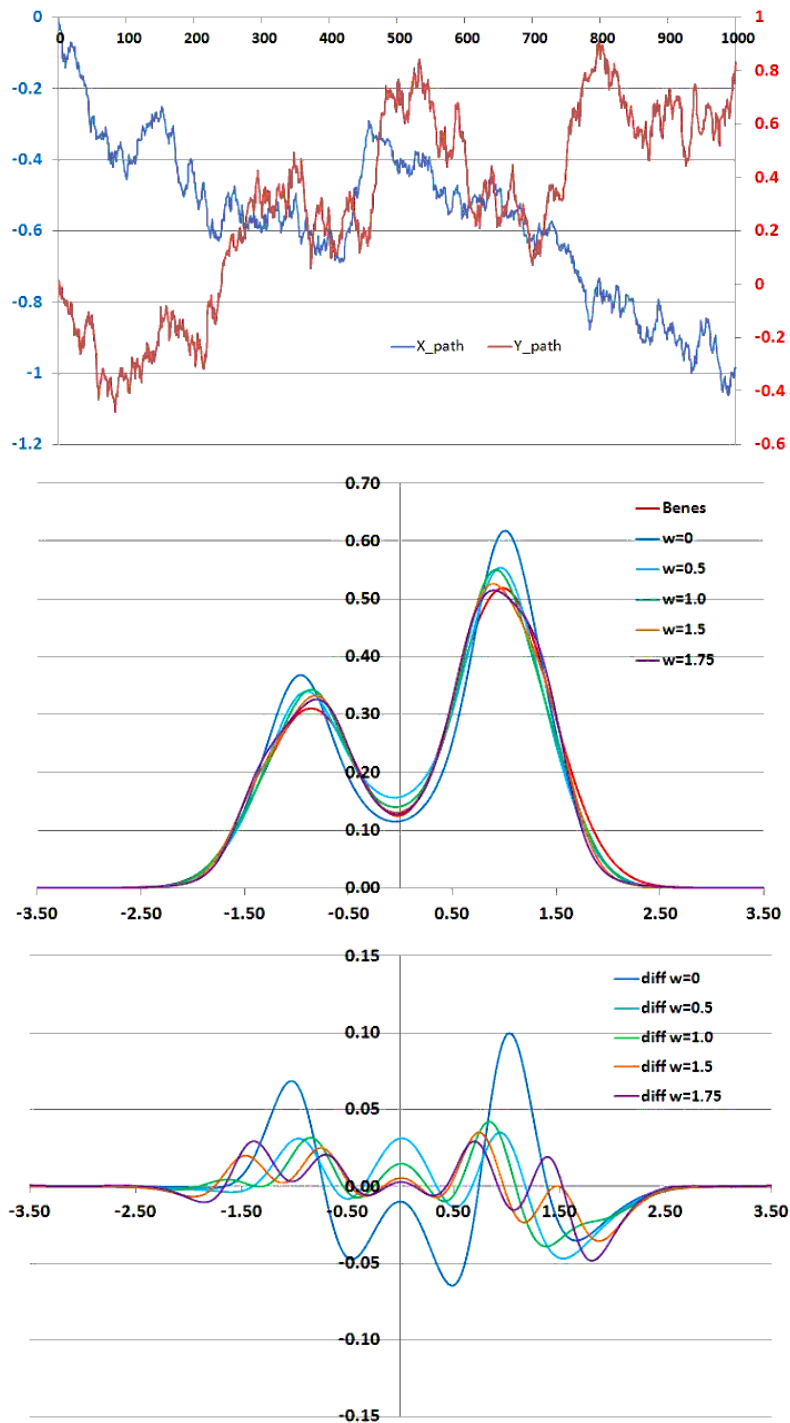 0 1
0 100 200 300 400 500 600 700 800 900 1000
-0.2 0.8
0.6
-0.4
0.4
-0.6 0.2
0
-0.8
X_path Y_path -0.2
-1
-0.4
-1.2 -0.6
0.70
Benes
0.60 w=0
w=0.5
0.50 w=1.0
w=1.5
0.40 w=1.75
0.30
0.20
0.10
0.00
-3.50 -2.50 -1.50 -0.50 0.50 1.50 2.50 3.50
0.15
diff w=0
diff w=0.5
0.10
diff w=1.0
diff w=1.5
0.05 diff w=1.75
0.00
-3.50 -2.50 -1.50 -0.50 0.50 1.50 2.50 3.50
-0.05
-0.10
-0.15